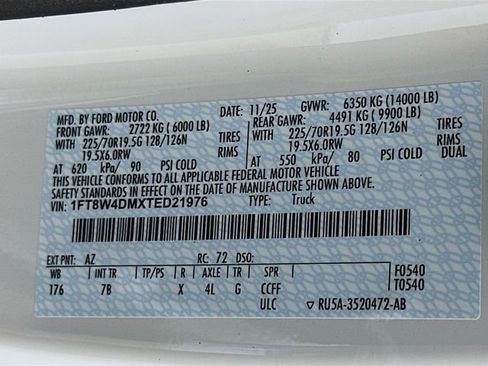 MFD. BY FORD MOTOR CO. 11/25 GVWR: 6350 KG (14000 LB)
FRONT GAWR: 2722 KG (6000 LB) REAR GAWR: 4491 KG (9900 LB)
WITH 225/70R19.5G 128/126N TIRES WITH 225/70R19.5G 128/126N TIRES
19.5X6.0RW RIMS 19.5X6.0RW RIMS
AT 620 kPa/ 90 PSI COLD AT 550 kPa/ 80 PSI COLD DUAL
THIS VEHICLE CONFORMS TO ALL APPLICABLE FEDERAL MOTOR VEHICLE
SAFETY STANDARDS IN EFFECT ON THE DATE OF MANUFACTURE SHOWN ABOVE.
VIN: 1FT8W4DMXTED21976 TYPE: Truck
EXT PNT: AZ RC: 72 DSO: F0540
WB INT TR TP/PS R AXLE TR SPR T0540
176 7B X 4L G CCFF
ULC RU5A-3520472-AB